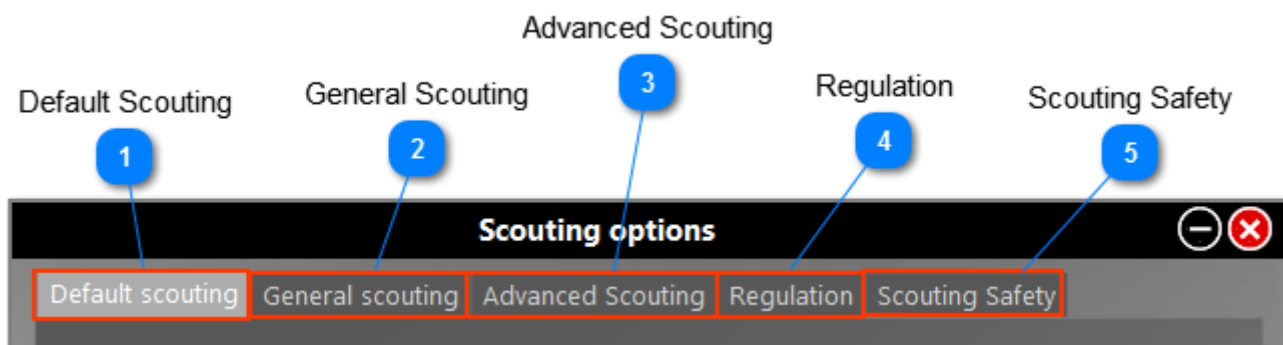 Advanced Scouting
3
General Scouting
Regulation
Default Scouting
Scouting Safety
2
4
1
5
Scouting options
Default scouting General scouting Advanced Scouting Regulation Scouting Safety